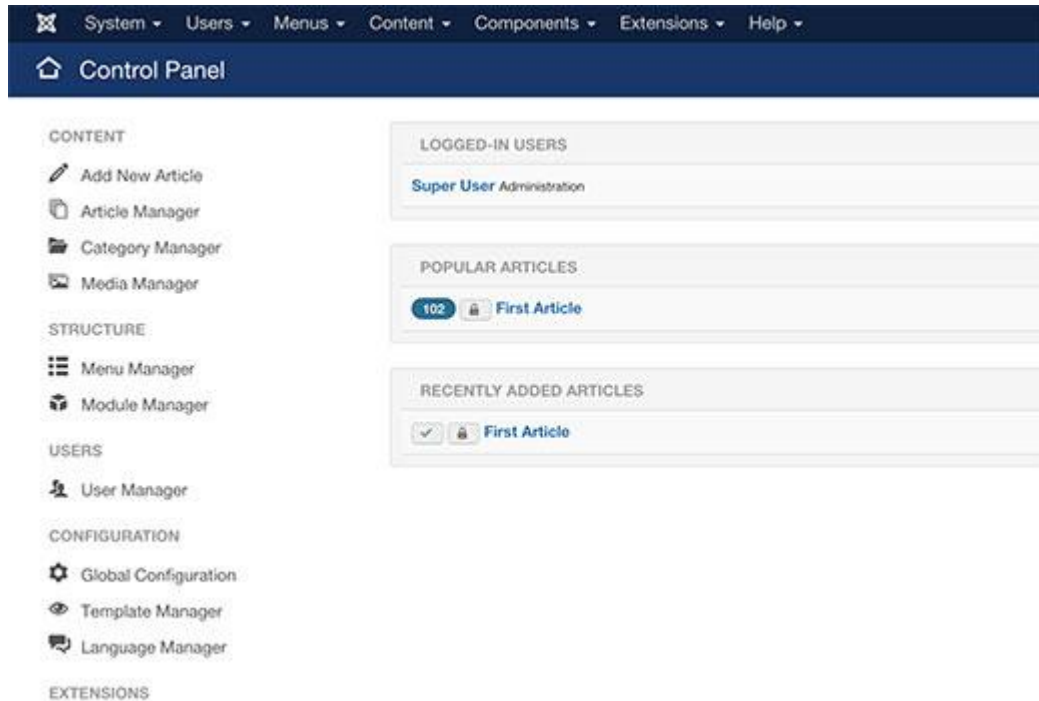 System Users Menus Content Components Extensions Help
Control Panel
CONTENT
Add New Article
Article Manager
Category Manager
Media Manager
STRUCTURE
Menu Manager
Module Manager
USERS
User Manager
CONFIGURATION
Global Configuration
Template Manager
Language Manager
EXTENSIONS
LOGGED-IN USERS
Super User Administration
POPULAR ARTICLES
102 First Article
RECENTLY ADDED ARTICLES
First Article